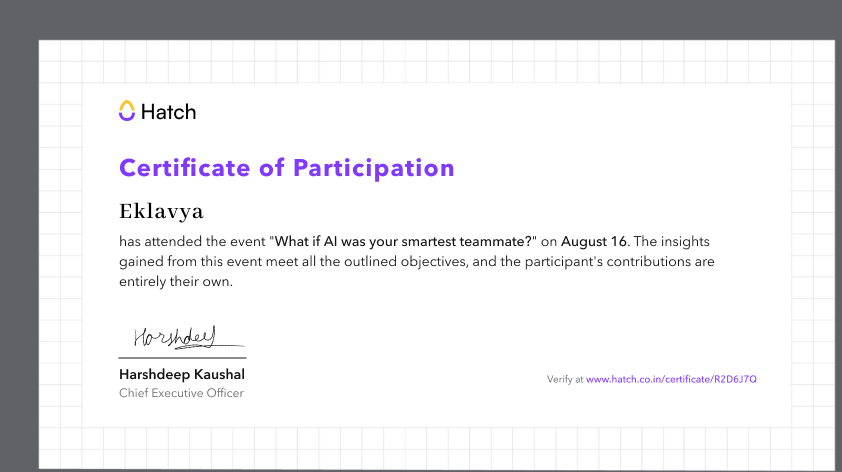 Hatch
Certificate of Participation
Eklavya
has attended the event "What if AI was your smartest teammate?" on August 16. The insights
gained from this event meet all the outlined objectives, and the participant's contributions are
entirely their own.
Harshdeep
Harshdeep Kaushal
Chief Executive Officer
Verify at www.hatch.co.in/certificate/R2D6J7Q